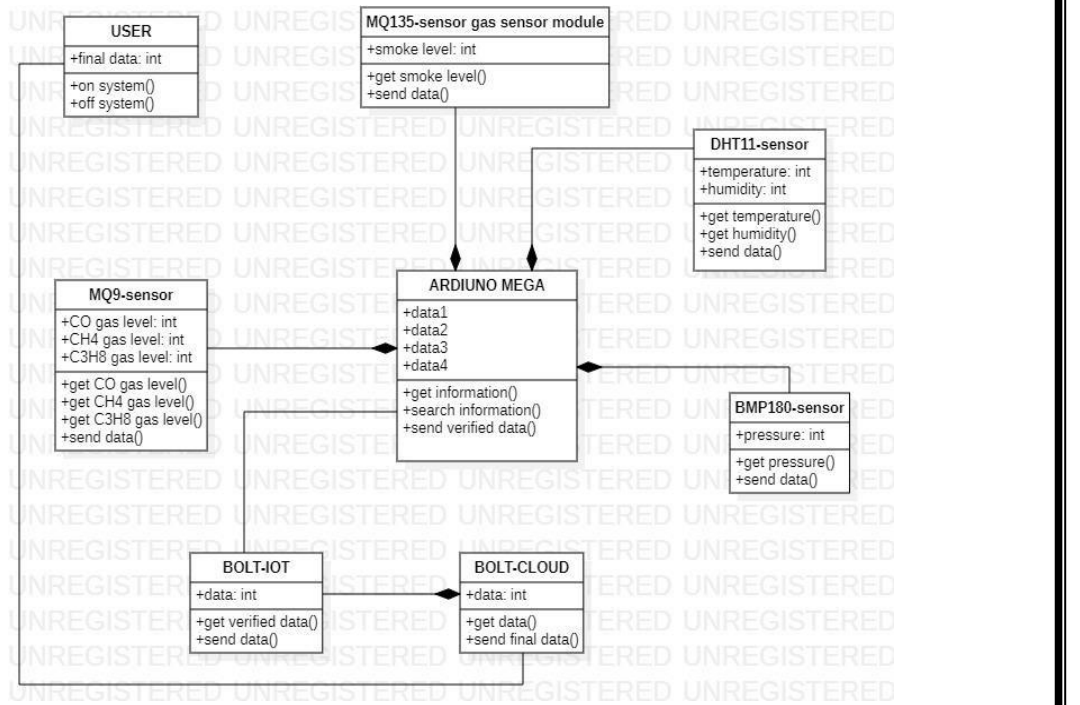 USER
+final data: int
+on system()
+off system()
MQ135-sensor gas sensor module
+smoke level: int
+get smoke level()
+send data()
DHT11-sensor
+temperature: int
+humidity: int
+get temperature()
+get humidity()
+send data()
MQ9-sensor
+CO gas level: int
+CH4 gas level: int
+C3H8 gas level: int
+get CO gas level()
+get CH4 gas level()
+get C3H8 gas level()
+send data()
ARDIUNO MEGA
+data1
+data2
+data3
+data4
+get information()
+search information()
+send verified data()
BMP180-sensor
+pressure: int
+get pressure()
+send data()
BOLT-IOT
+data: int
+get verified data()
+send data()
BOLT-CLOUD
+data: int
+get data()
+send final data()
UNREGISTERED